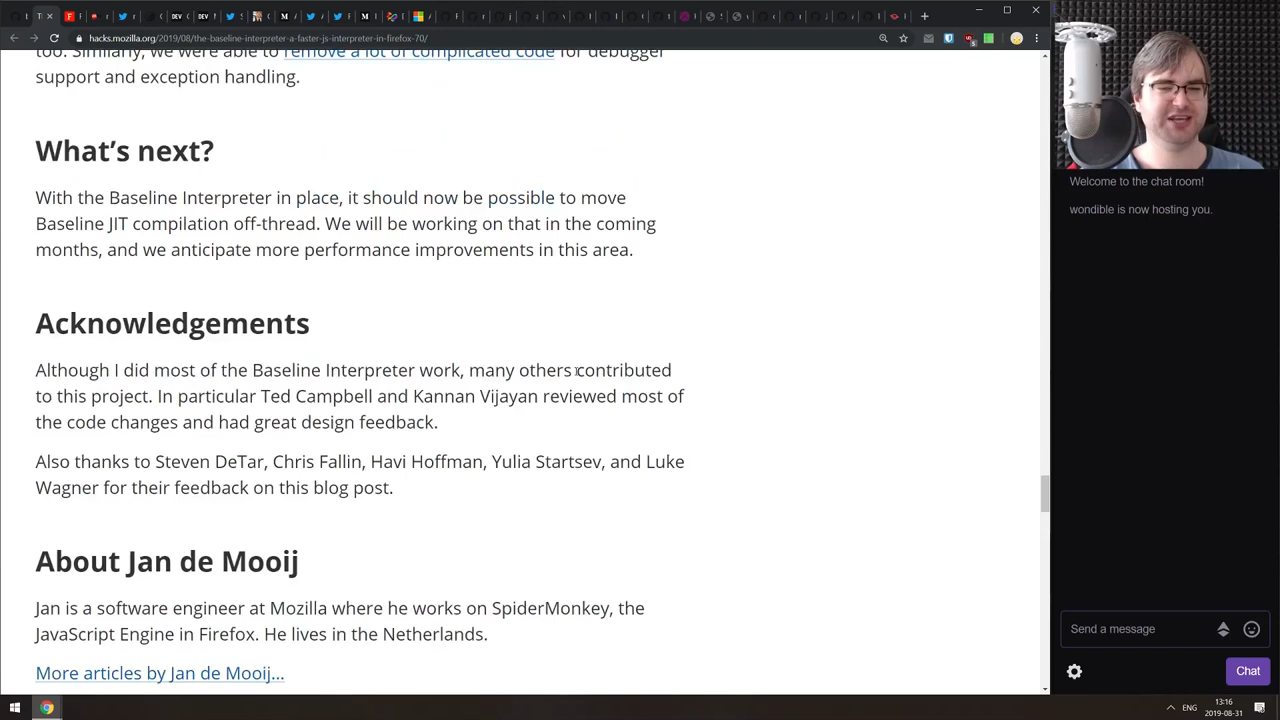 hacks.mozilla.org/2019/08/the-baseline-interpreter-a-faster-js-interpreter-in-firefox-70/
too. Similarly, we were able to remove a lot of complicated code for debugger
support and exception handling.
What's next?
With the Baseline Interpreter in place, it should now be possible to move
Baseline JIT compilation off-thread. We will be working on that in the coming
months, and we anticipate more performance improvements in this area.
Acknowledgements
Although I did most of the Baseline Interpreter work, many others contributed
to this project. In particular Ted Campbell and Kannan Vijayan reviewed most of
the code changes and had great design feedback.
Also thanks to Steven DeTar, Chris Fallin, Havi Hoffman, Yulia Startsev, and Luke
Wagner for their feedback on this blog post.
About Jan de Mooij
Jan is a software engineer at Mozilla where he works on SpiderMonkey, the
JavaScript Engine in Firefox. He lives in the Netherlands.
More articles by Jan de Mooij…
Welcome to the chat room!
wondible is now hosting you.
Send a message
Chat
ENG
13:16
2019-08-31